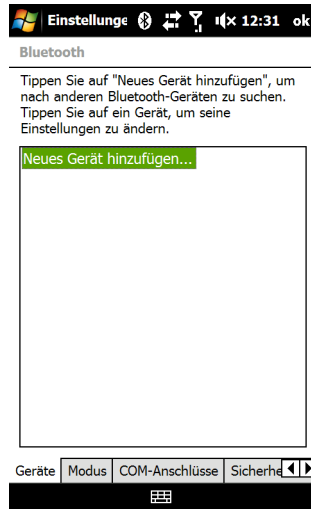 Einstellunge 12:31 ok
Bluetooth
Tippen Sie auf "Neues Gerät hinzufügen", um
nach anderen Bluetooth-Geräten zu suchen.
Tippen Sie auf ein Gerät, um seine
Einstellungen zu ändern.
Neues Gerät hinzufügen...
Geräte Modus COM-Anschlüsse Sicherhe